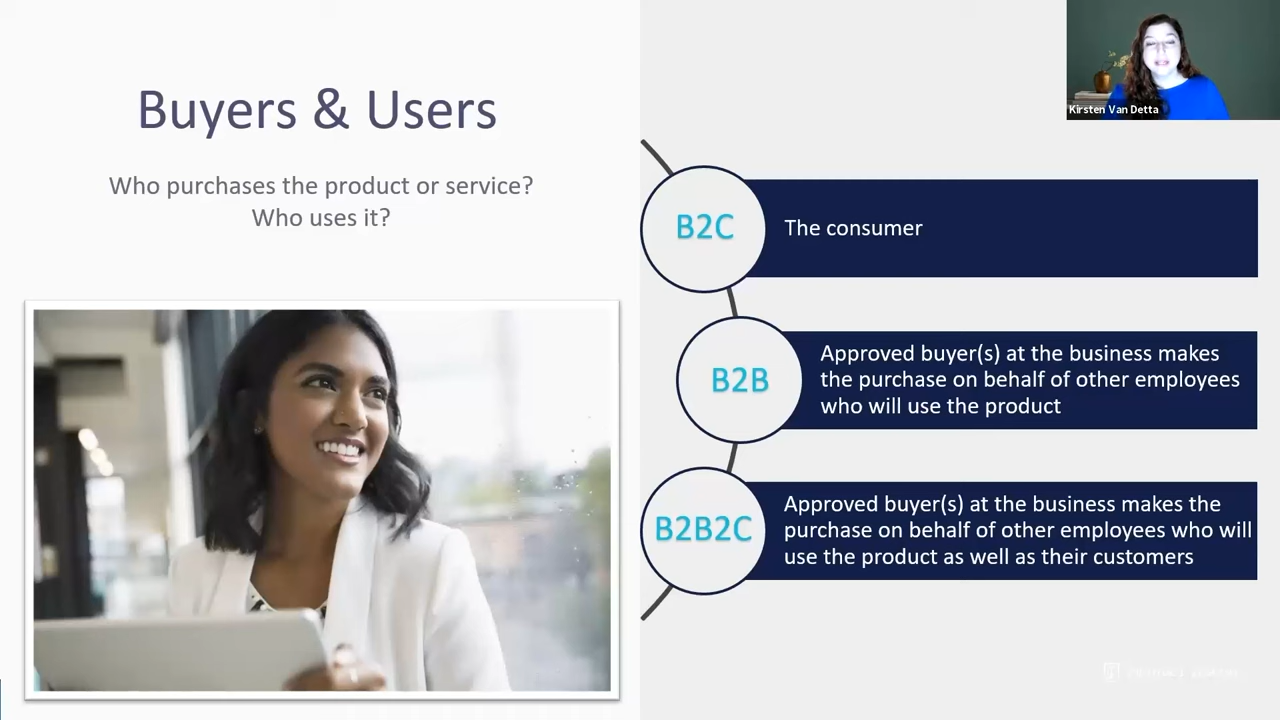 Buyers & Users
Who purchases the product or service?
Who uses it?
Kirsten Van Detta
B2C
The consumer
B2B
Approved buyer(s) at the business makes
the purchase on behalf of other employees
who will use the product
B2B2C
Approved buyer(s) at the business makes the
purchase on behalf of other employees who will
use the product as well as their customers